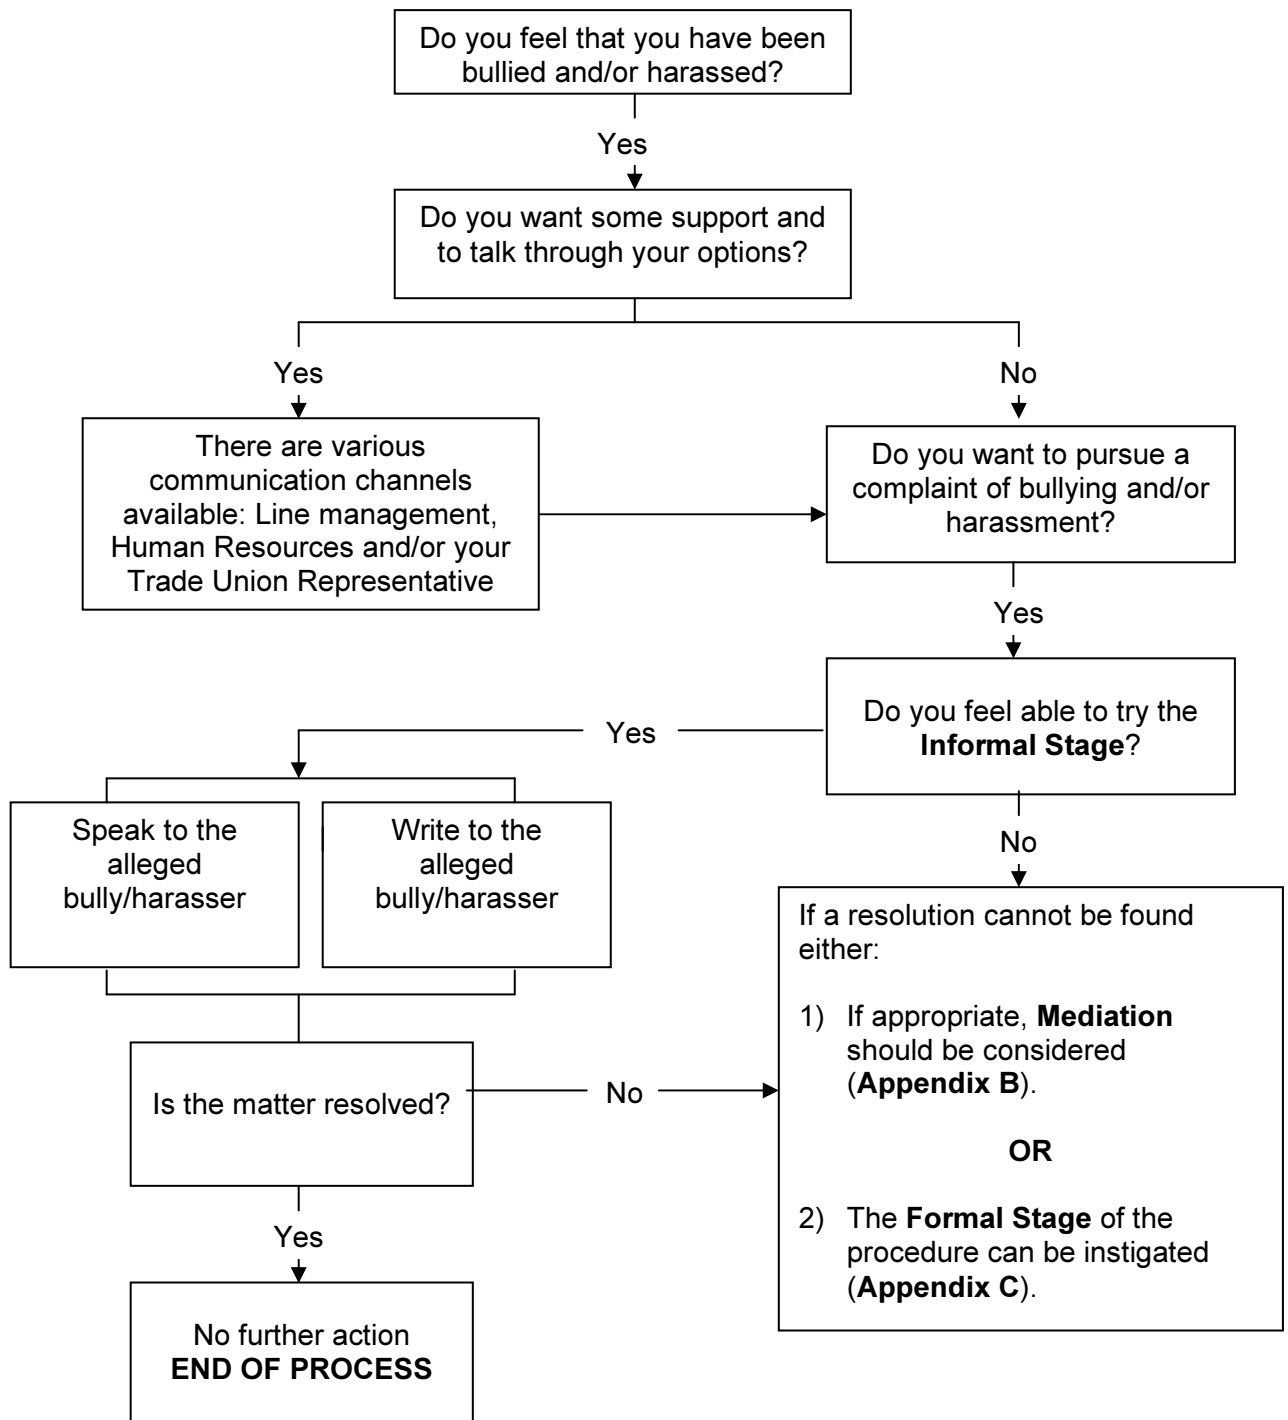 Do you feel that you have been
bullied and/or harassed?
Yes
Do you want some support and
to talk through your options?
Yes
No
There are various
communication channels
available: Line management,
Human Resources and/or your
Trade Union Representative
Do you want to pursue a
complaint of bullying and/or
harassment?
Yes
Do you feel able to try the
Informal Stage?
Yes
No
Speak to the
alleged
bully/harasser
Write to the
alleged
bully/harasser
If a resolution cannot be found
either:
1) If appropriate, Mediation
should be considered
(Appendix B).
OR
2) The Formal Stage of the
procedure can be instigated
(Appendix C).
Is the matter resolved?
No
Yes
No further action
END OF PROCESS